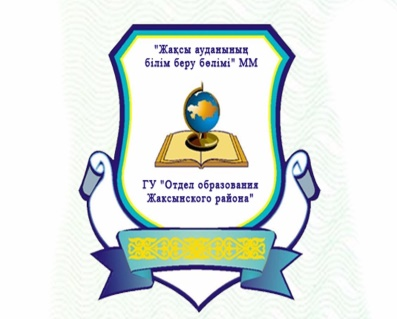 "Жақсы ауданының
білім беру бөлімі" ММ
ГУ "Отдел образования
Жаксынского района"